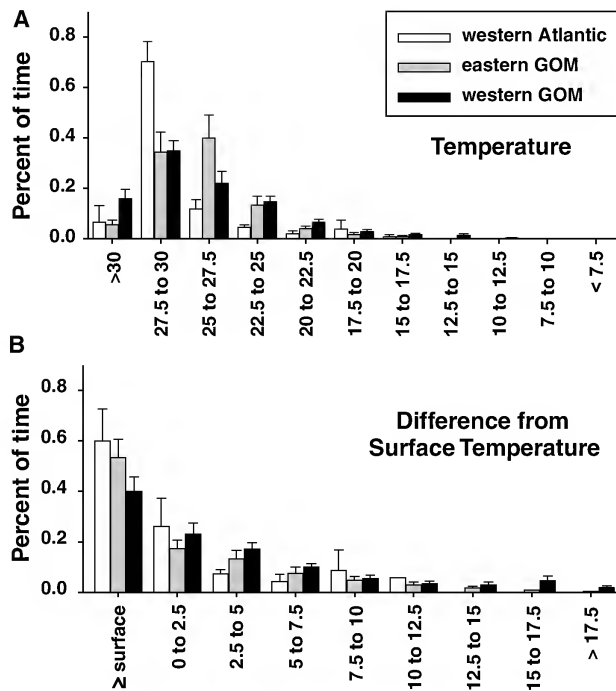 A
Percent of time
0.8
0.6
0.4
0.2
0.0
western Atlantic
eastern GOM
western GOM
Temperature
>30
27.5 to 30
25 to 27.5
22.5 to 25
20 to 22.5
17.5 to 20
15 to 17.5
12.5 to 15
10 to 12.5
7.5 to 10
< 7.5
B
Percent of time
0.8
0.6
0.4
0.2
0.0
Difference from
Surface Temperature
≥ surface
0 to 2.5
2.5 to 5
5 to 7.5
7.5 to 10
10 to 12.5
12.5 to 15
15 to 17.5
> 17.5